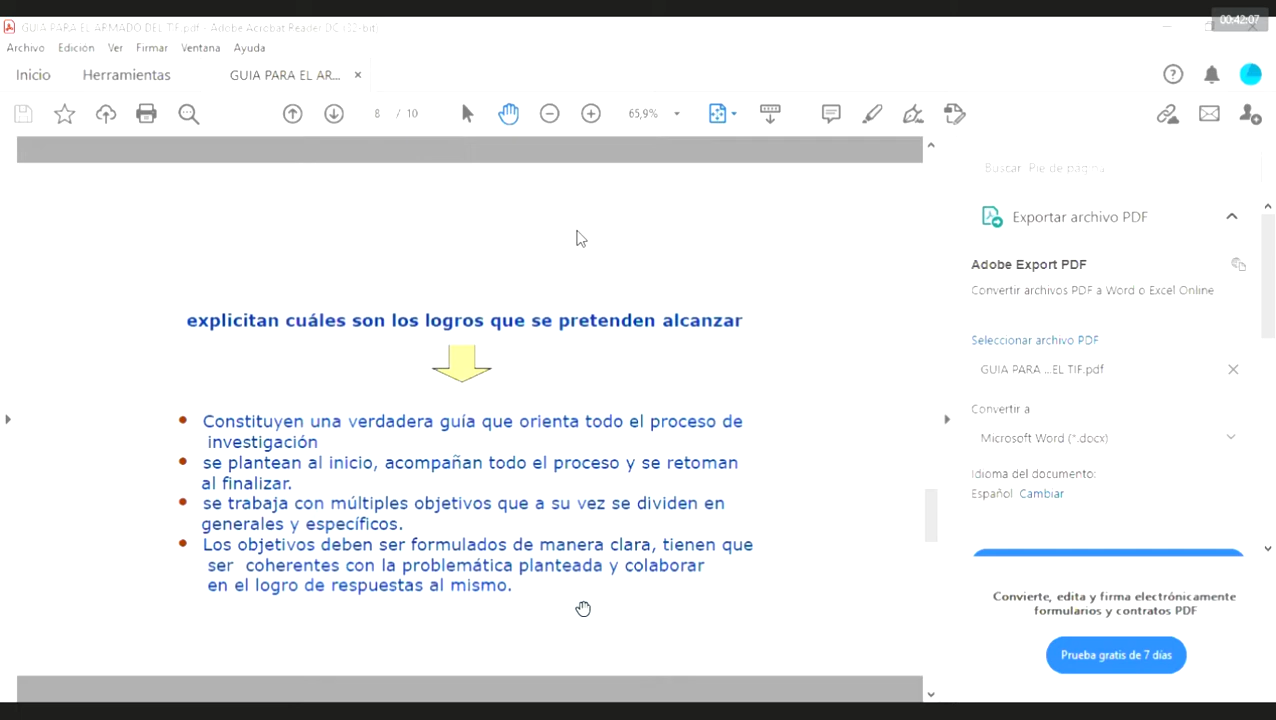 00:42:07
GUIA PARA EL ARMADO DEL TIF.pdf - Adobe Acrobat Reader DC (32-bit)
Archivo Edición Ver Firmar Ventana Ayuda
Inicio Herramientas GUIA PARA EL AR... ×
8 / 10 65,9%
Buscar 'Pie de página'
Exportar archivo PDF
Adobe Export PDF
Convertir archivos PDF a Word o Excel Online
Seleccionar archivo PDF
GUIA PARA ...EL TIF.pdf
Convertir a
Microsoft Word (*.docx)
Idioma del documento:
Español Cambiar
Convierte, edita y firma electrónicamente
formularios y contratos PDF
Prueba gratis de 7 días
explicitan cuáles son los logros que se pretenden alcanzar
• Constituyen una verdadera guía que orienta todo el proceso de
investigación
• se plantean al inicio, acompañan todo el proceso y se retoman
al finalizar.
• se trabaja con múltiples objetivos que a su vez se dividen en
generales y específicos.
• Los objetivos deben ser formulados de manera clara, tienen que
ser coherentes con la problemática planteada y colaborar
en el logro de respuestas al mismo.